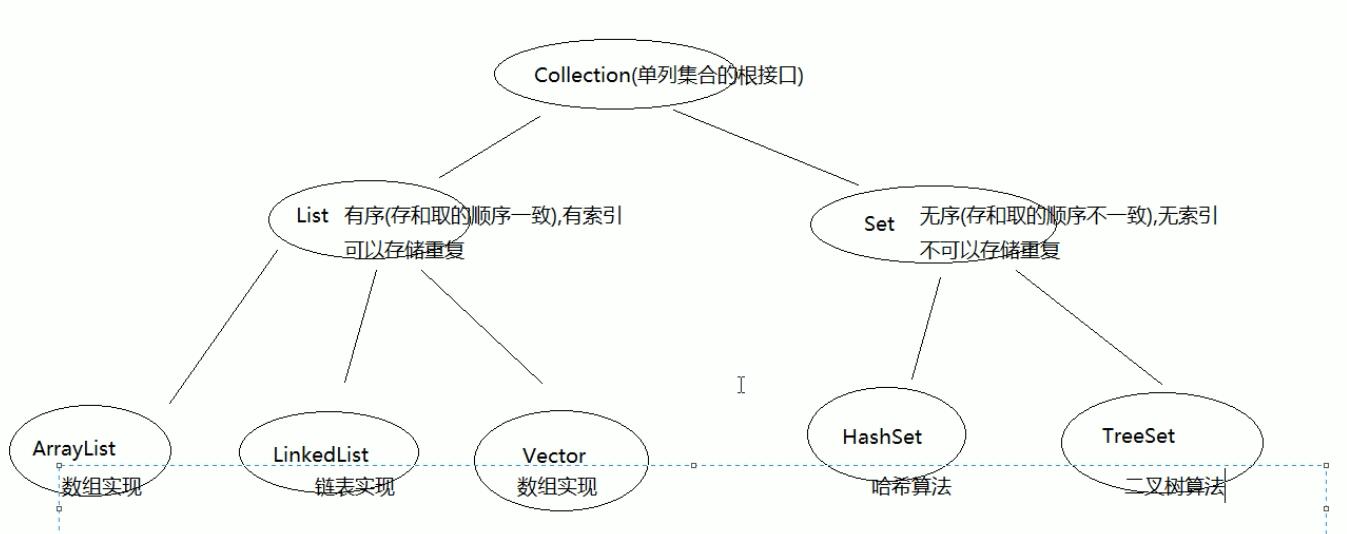 Collection(单列集合的根接口)
List 有序(存和取的顺序一致),有索引
可以存储重复
Set 无序(存和取的顺序不一致),无索引
不可以存储重复
ArrayList
数组实现
LinkedList
链表实现
Vector
数组实现
HashSet
哈希算法
TreeSet
二叉树算法